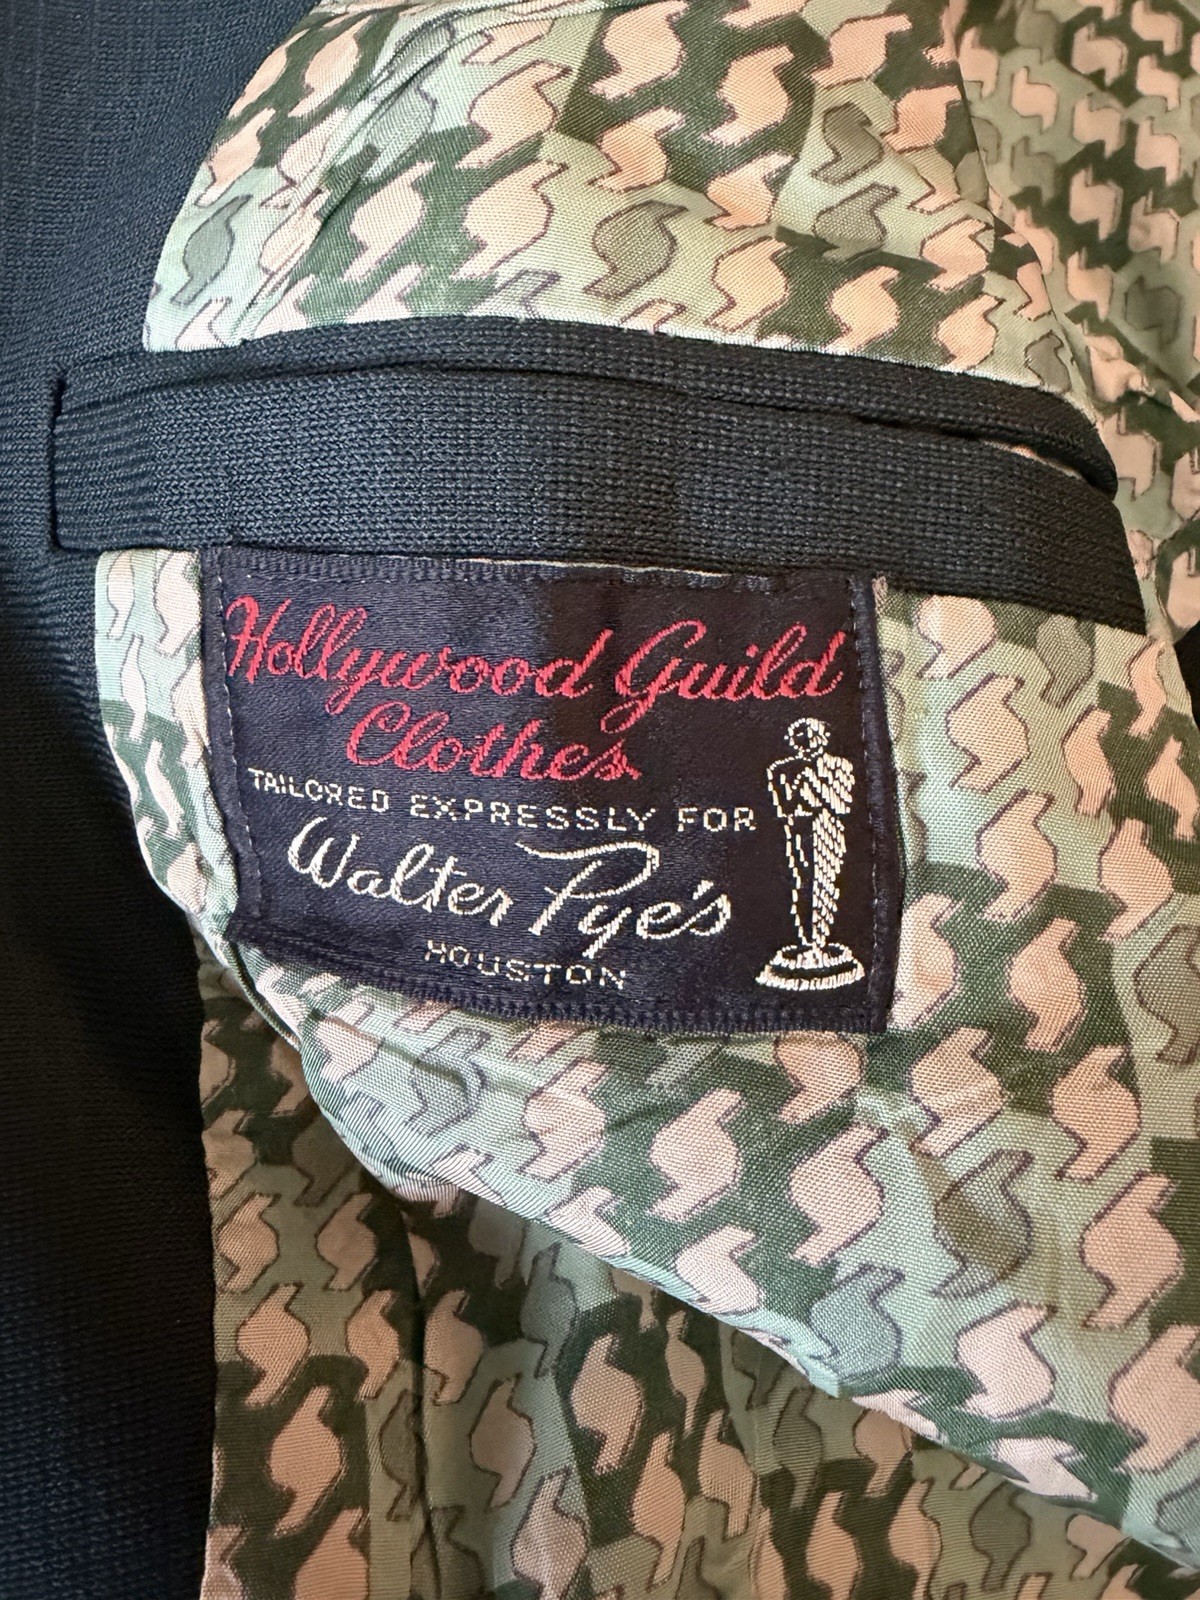 Hollywood Guild
Clothes
TAILORED EXPRESSLY FOR
Walter Pye's
HOUSTON